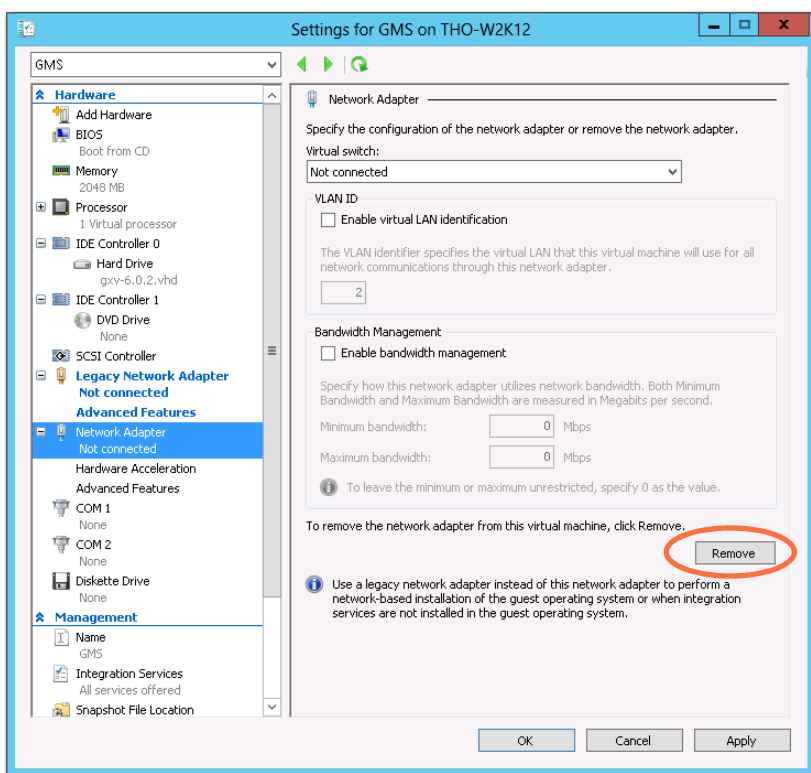 Settings for GMS on THO-W2K12
GMS
Hardware
Add Hardware
BIOS
Boot from CD
Memory
2048 MB
Processor
1 Virtual processor
IDE Controller 0
Hard Drive
gxv-6.0.2.vhd
IDE Controller 1
DVD Drive
None
SCSI Controller
Legacy Network Adapter
Not connected
Advanced Features
Network Adapter
Not connected
Hardware Acceleration
Advanced Features
COM 1
None
COM 2
None
Diskette Drive
None
Management
Name
GMS
Integration Services
All services offered
Snapshot File Location
Network Adapter
Specify the configuration of the network adapter or remove the network adapter.
Virtual switch:
Not connected
VLAN ID
Enable virtual LAN identification
The VLAN identifier specifies the virtual LAN that this virtual machine will use for all
network communications through this network adapter.
2
Bandwidth Management
Enable bandwidth management
Specify how this network adapter utilizes network bandwidth. Both Minimum
Bandwidth and Maximum Bandwidth are measured in Megabits per second.
Minimum bandwidth: 0 Mbps
Maximum bandwidth: 0 Mbps
To leave the minimum or maximum unrestricted, specify 0 as the value.
To remove the network adapter from this virtual machine, click Remove.
Remove
Use a legacy network adapter instead of this network adapter to perform a
network-based installation of the guest operating system or when integration
services are not installed in the guest operating system.
OK Cancel Apply